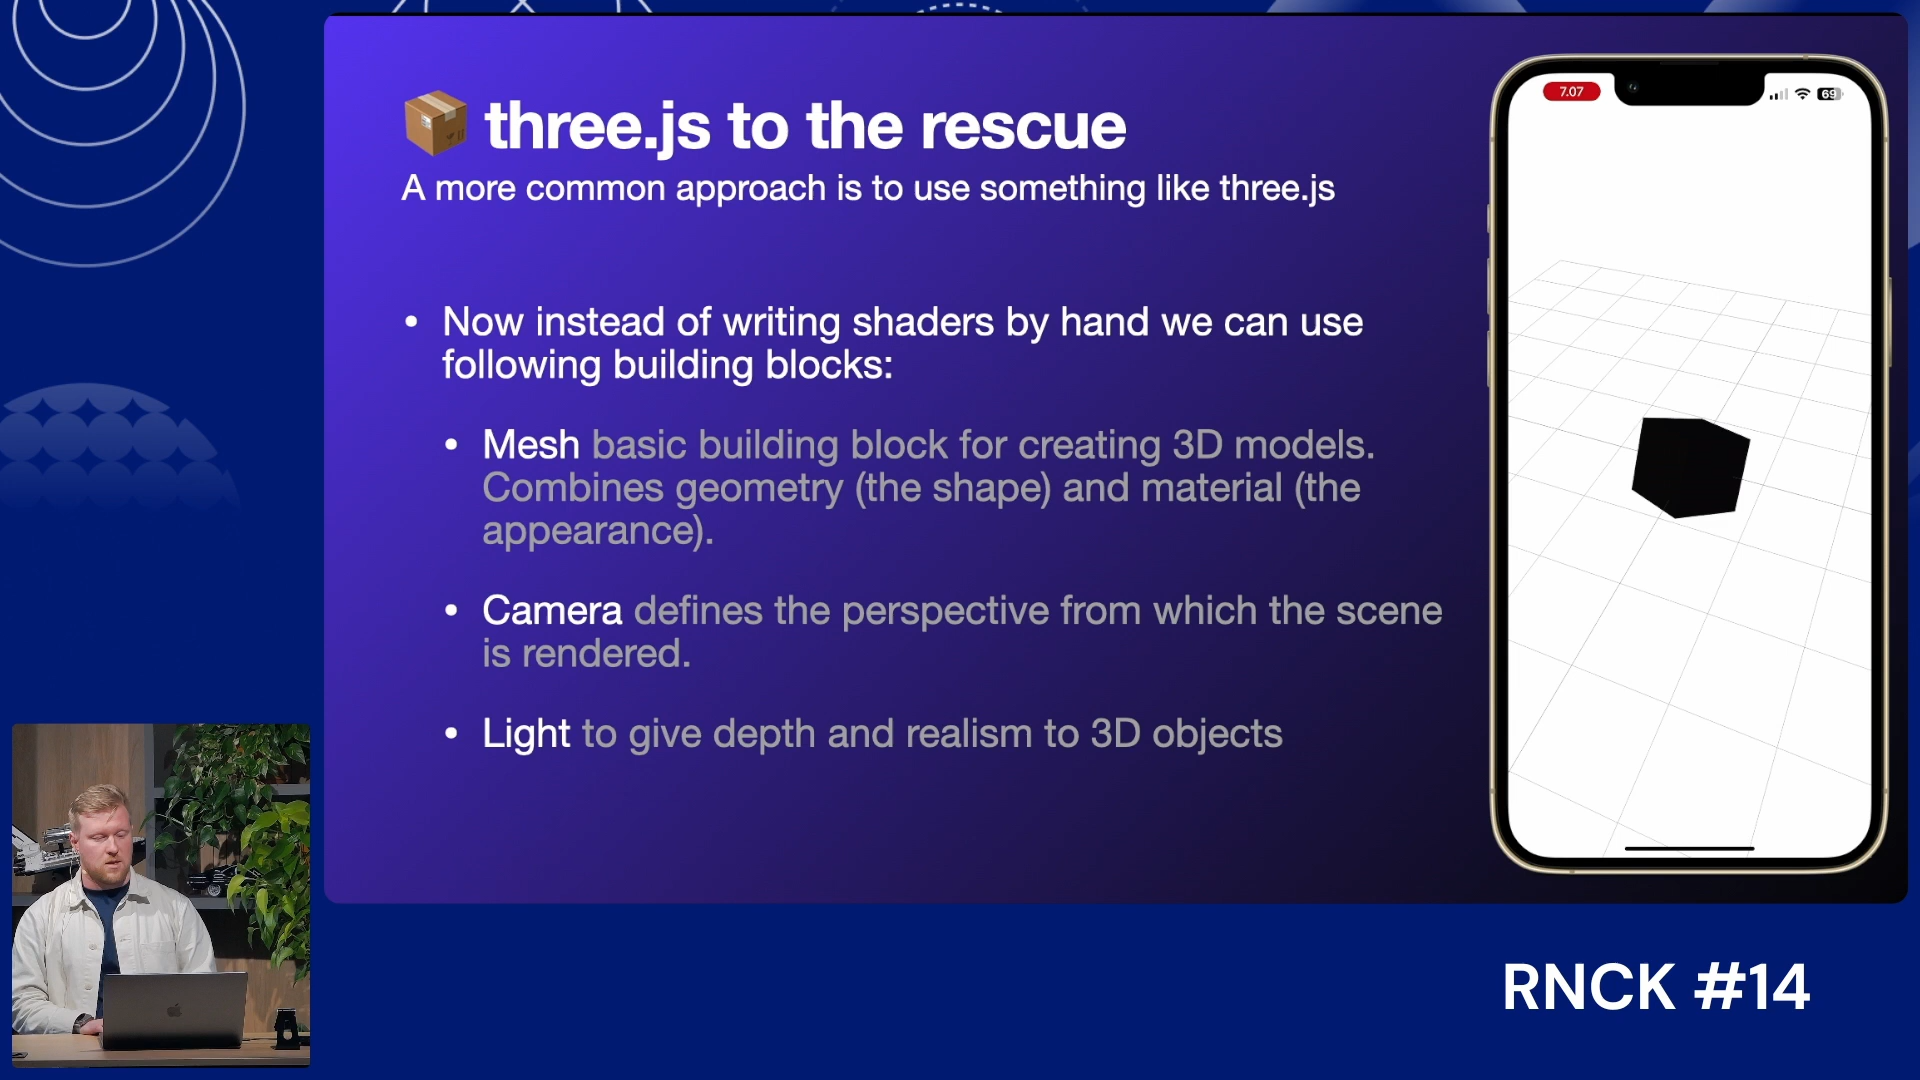 three.js to the rescue
A more common approach is to use something like three.js
• Now instead of writing shaders by hand we can use
following building blocks:
• Mesh basic building block for creating 3D models.
Combines geometry (the shape) and material (the
appearance).
• Camera defines the perspective from which the scene
is rendered.
• Light to give depth and realism to 3D objects
7.07
69
RNCK #14